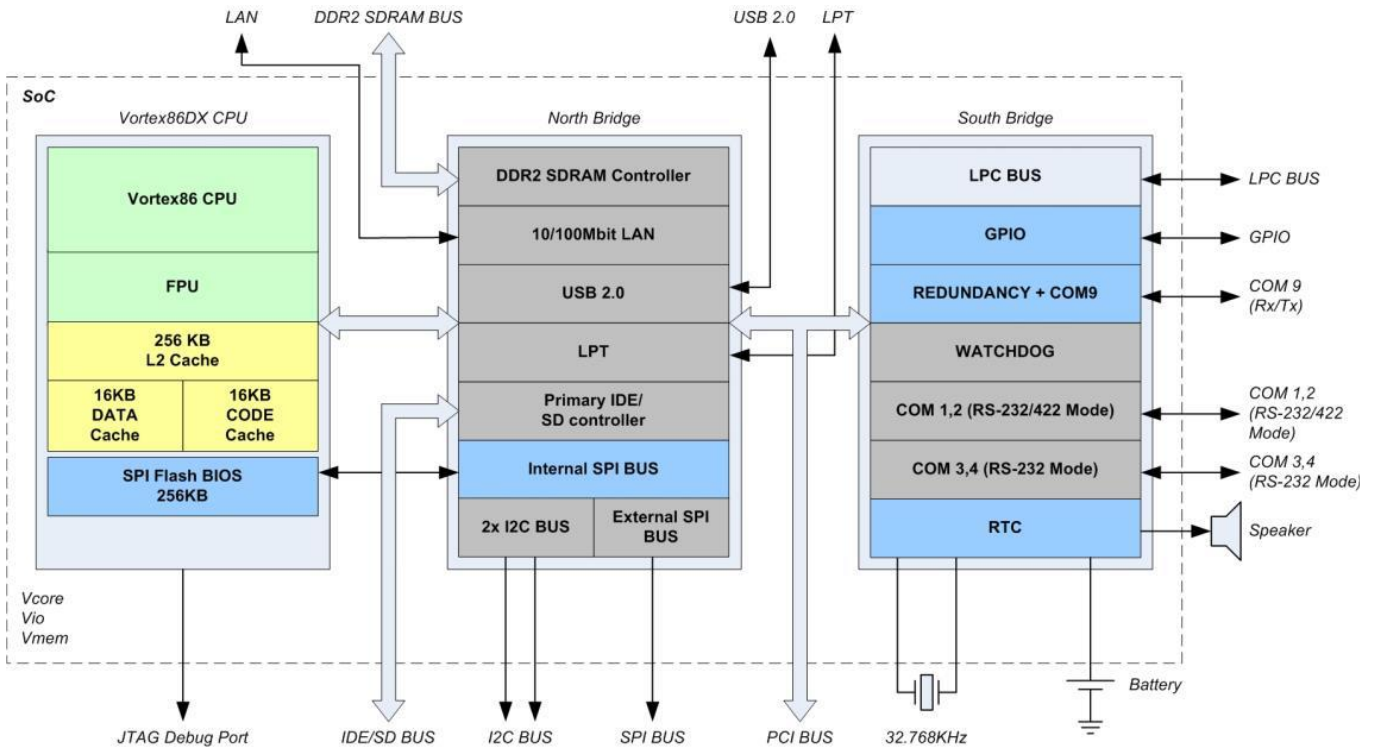 LAN
DDR2 SDRAM BUS
USB 2.0
LPT
SoC
Vortex86DX CPU
North Bridge
South Bridge
Vortex86 CPU
FPU
256 KB
L2 Cache
16KB
DATA
Cache
16KB
CODE
Cache
SPI Flash BIOS
256KB
DDR2 SDRAM Controller
10/100Mbit LAN
USB 2.0
LPT
Primary IDE/
SD controller
Internal SPI BUS
2x I2C BUS
External SPI
BUS
LPC BUS
GPIO
REDUNDANCY + COM9
WATCHDOG
COM 1,2 (RS-232/422 Mode)
COM 3,4 (RS-232 Mode)
RTC
LPC BUS
GPIO
COM 9
(Rx/Tx)
COM 1,2
(RS-232/422
Mode)
COM 3,4
(RS-232 Mode)
Speaker
Vcore
Vio
Vmem
Battery
JTAG Debug Port
IDE/SD BUS
I2C BUS
SPI BUS
PCI BUS
32.768KHz